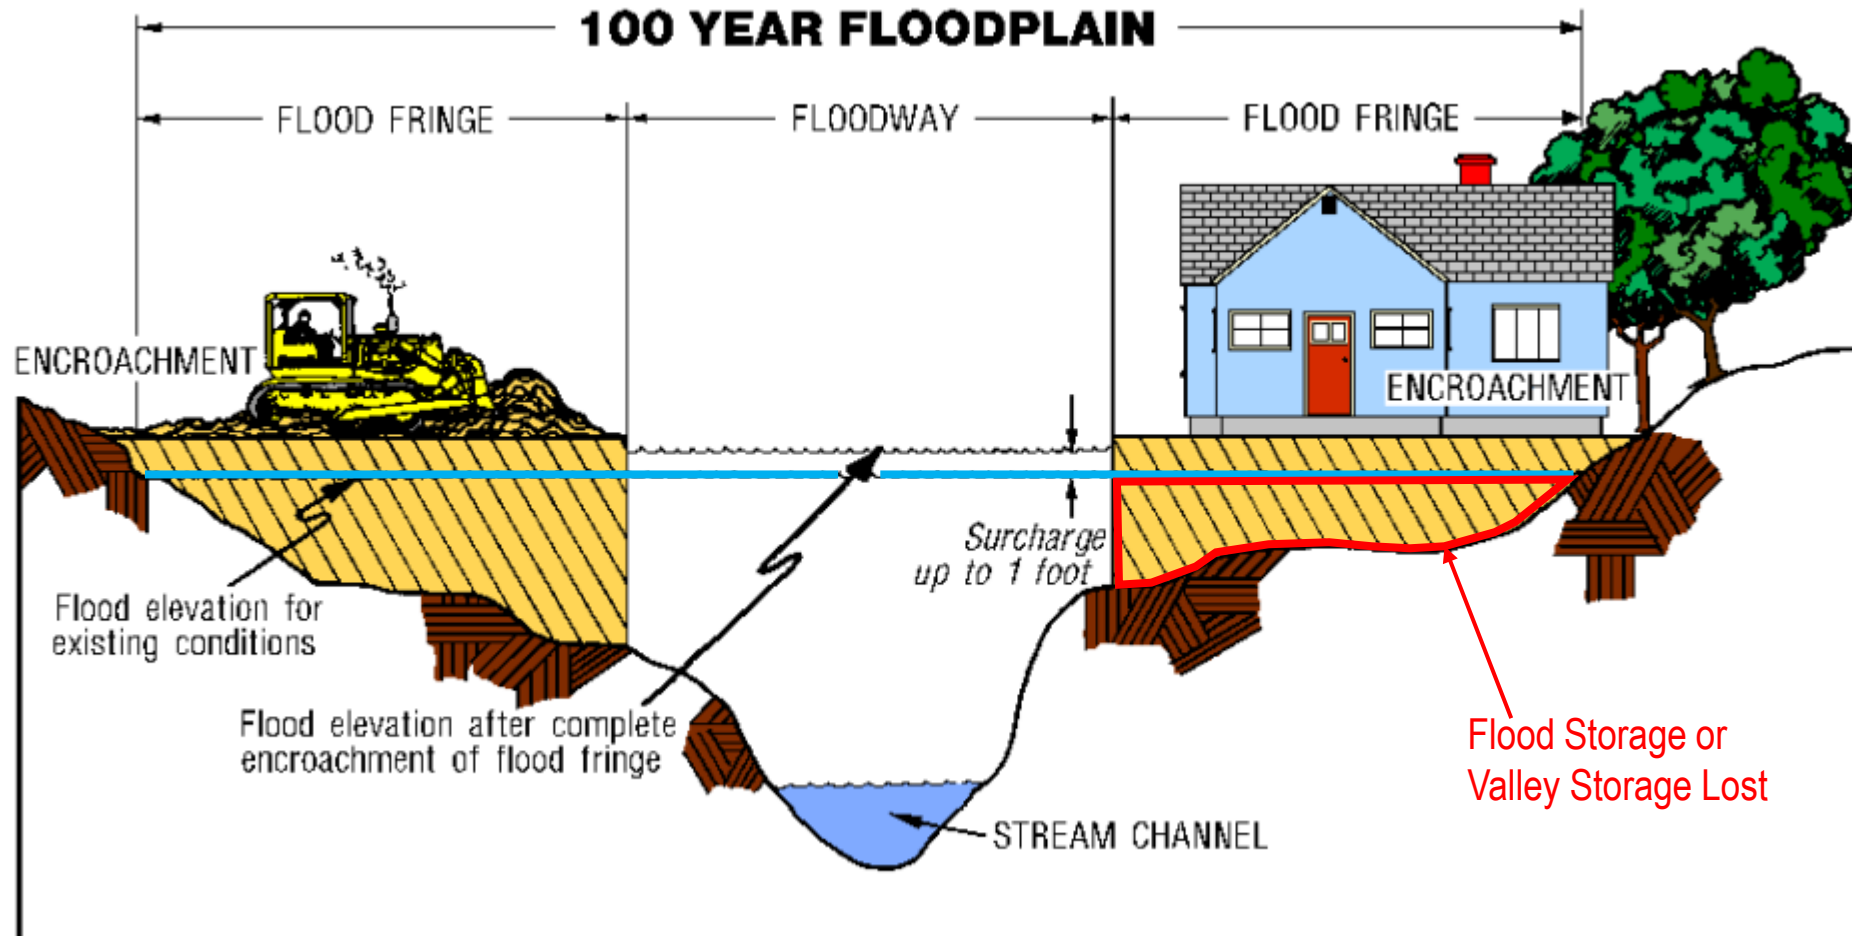 100 YEAR FLOODPLAIN
FLOOD FRINGE
FLOODWAY
FLOOD FRINGE
ENCROACHMENT
ENCROACHMENT
Surcharge
up to 1 foot
Flood elevation for
existing conditions
Flood elevation after complete
encroachment of flood fringe
Flood Storage or
Valley Storage Lost
STREAM CHANNEL